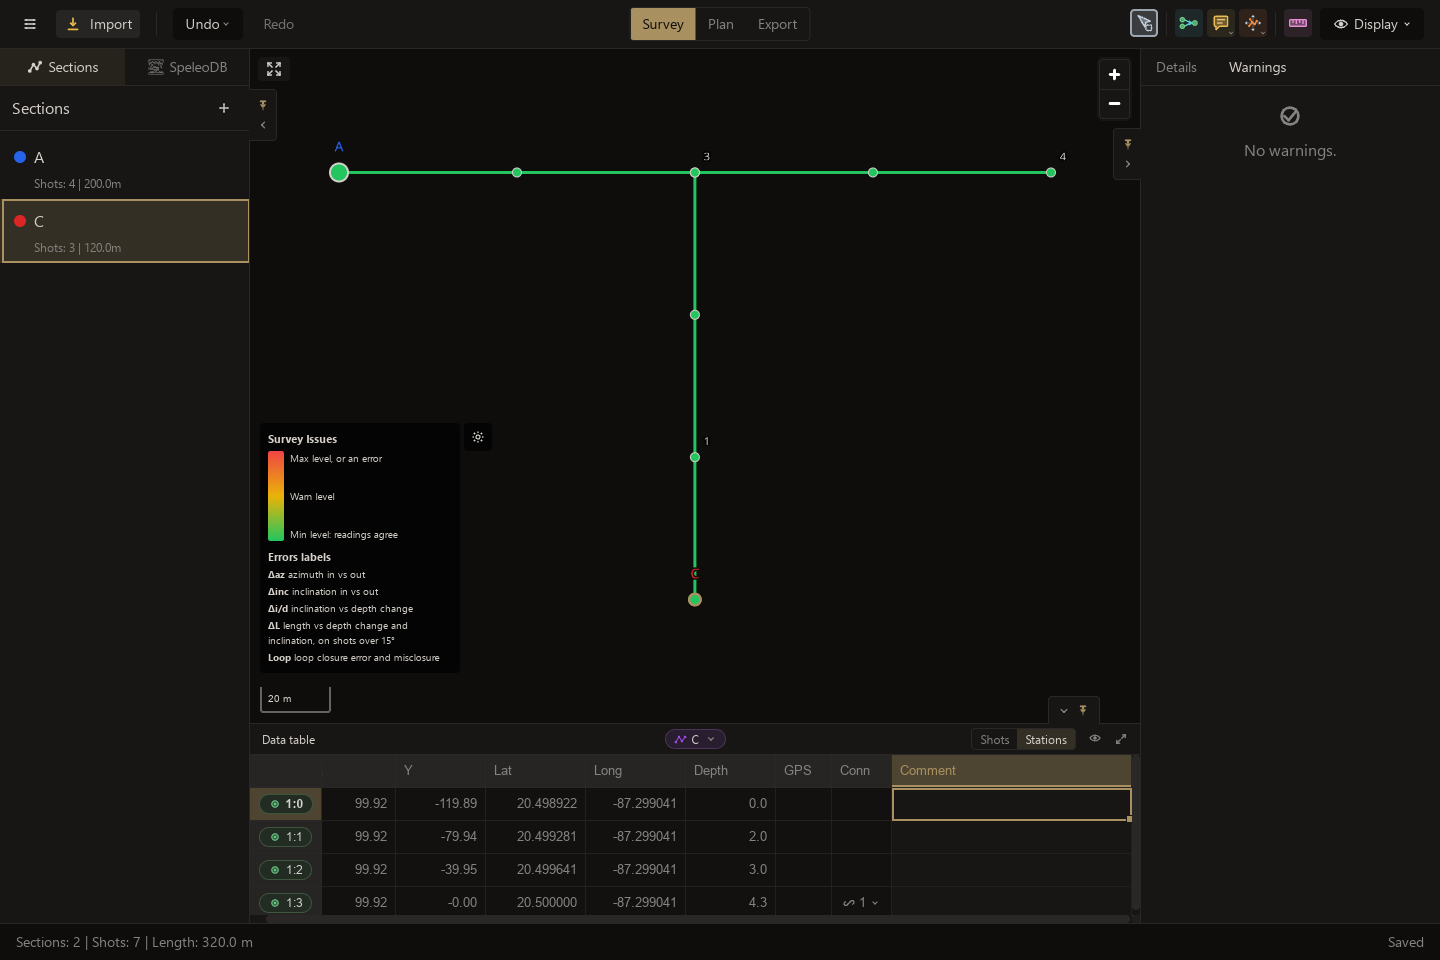 Import
Undo
Redo
Survey
Plan
Export
Display
Sections
SpeleoDB
Details
Warnings
Sections
A
Shots: 4 | 200.0m
C
Shots: 3 | 120.0m
No warnings.
A
3
4
1
C
Survey Issues
Max level, or an error
Warn level
Min level: readings agree
Errors labels
Δaz azimuth in vs out
Δinc inclination in vs out
Δi/d inclination vs depth change
ΔL length vs depth change and
inclination, on shots over 15°
Loop loop closure error and misclosure
20 m
Data table
C
Shots
Stations
Y Lat Long Depth GPS Conn Comment
1:0 99.92 -119.89 20.498922 -87.299041 0.0
1:1 99.92 -79.94 20.499281 -87.299041 2.0
1:2 99.92 -39.95 20.499641 -87.299041 3.0
1:3 99.92 -0.00 20.500000 -87.299041 4.3 1
Sections: 2 | Shots: 7 | Length: 320.0 m
Saved